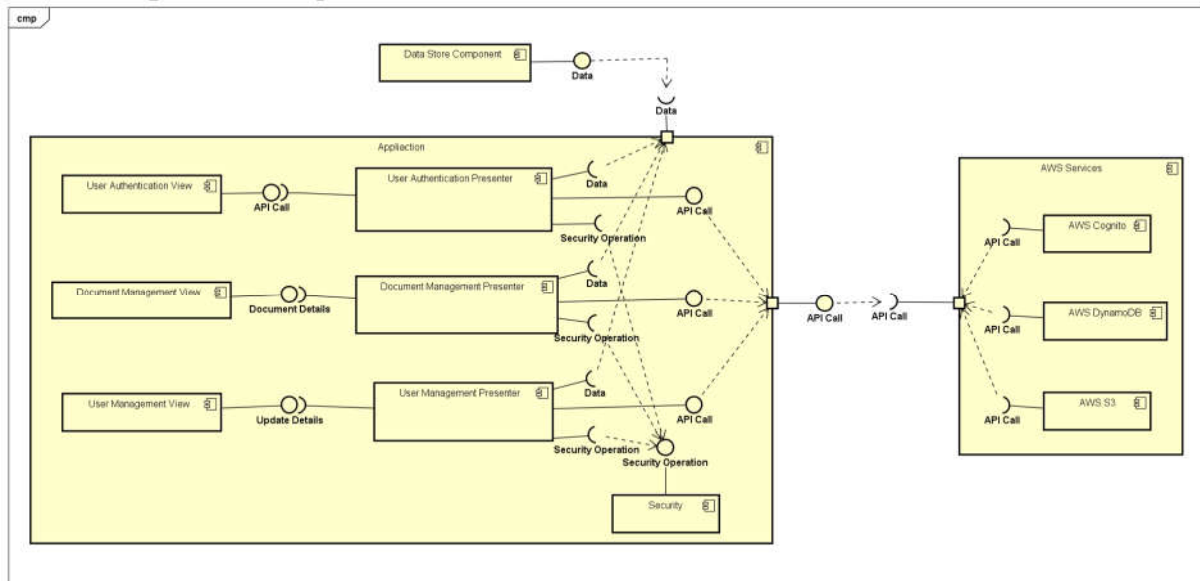 cmp
Data Store Component
Data
Data
Appliection
User Authentication View
API Call
User Authentication Presenter
Data
API Call
Security Operation
Document Management View
Document Details
Document Management Presenter
Data
API Call
Security Operation
User Management View
Update Details
User Management Presenter
Data
API Call
Security Operation
Security Operation
Security
API Call
API Call
AWS Services
API Call
AWS Cognito
API Call
AWS DynamoDB
API Call
AWS S3